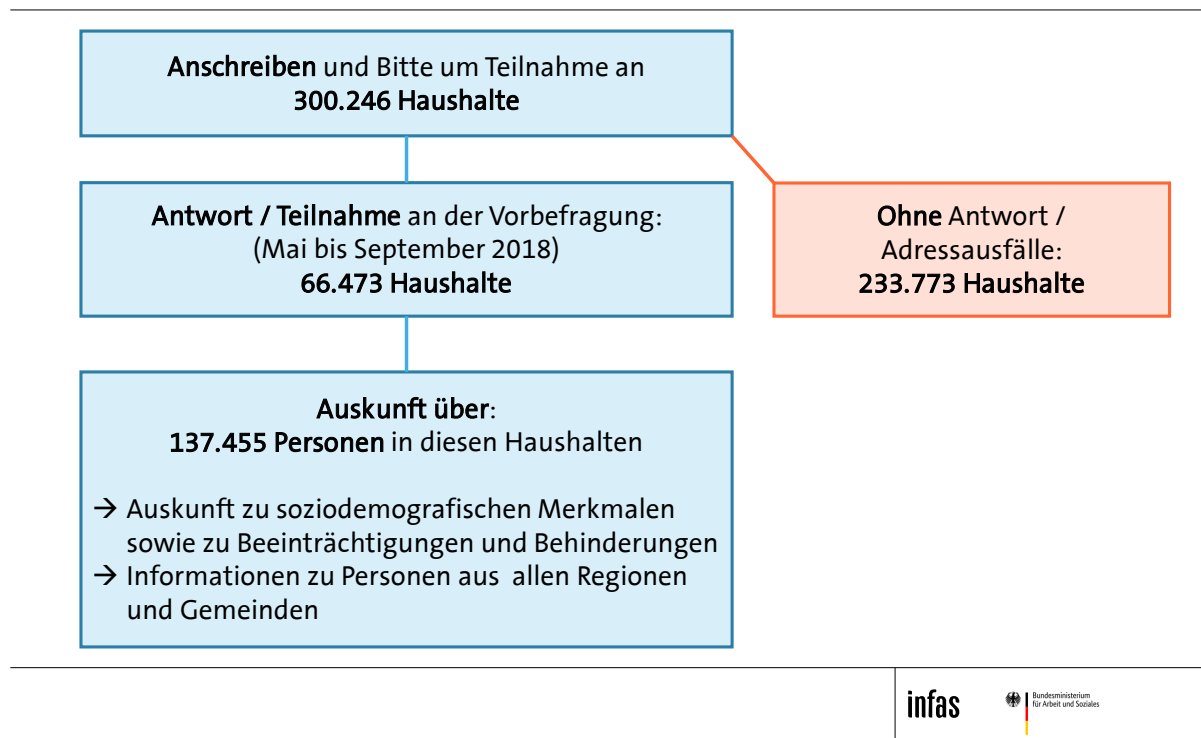 Anschreiben und Bitte um Teilnahme an
300.246 Haushalte
Antwort / Teilnahme an der Vorbefragung:
(Mai bis September 2018)
66.473 Haushalte
Ohne Antwort /
Adressausfälle:
233.773 Haushalte
Auskunft über:
137.455 Personen in diesen Haushalten
→ Auskunft zu soziodemografischen Merkmalen
sowie zu Beeinträchtigungen und Behinderungen
→ Informationen zu Personen aus allen Regionen
und Gemeinden
infas
Bundesministerium
für Arbeit und Soziales